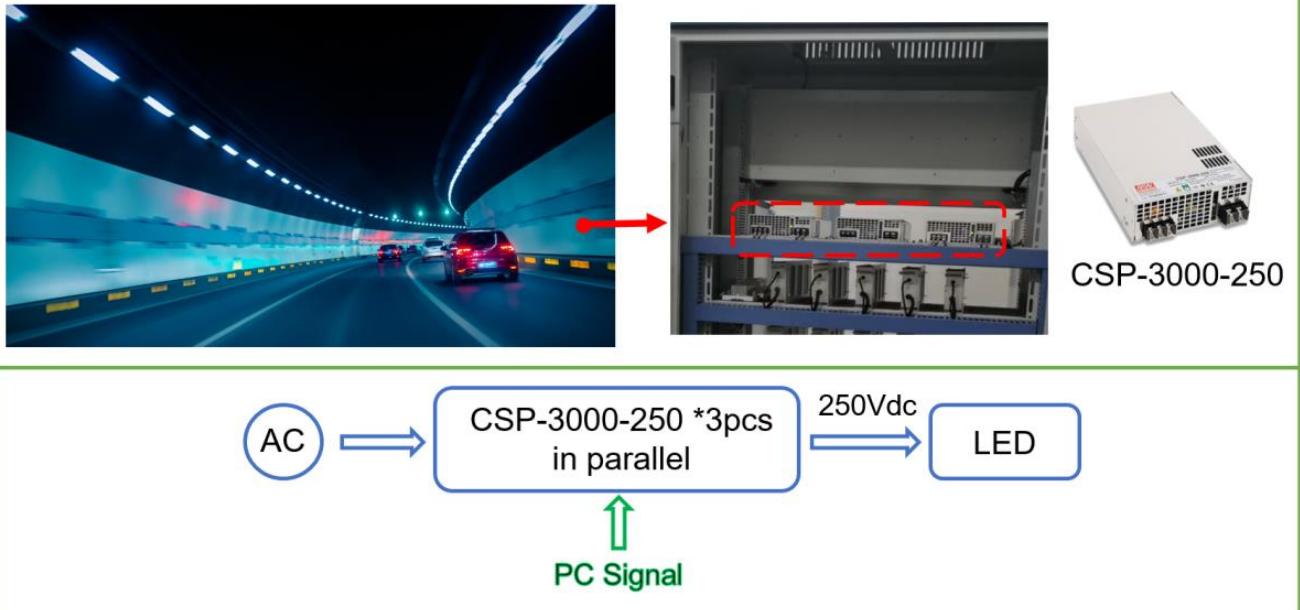 CSP-3000-250
AC
CSP-3000-250 *3pcs
in parallel
250Vdc
LED
PC Signal